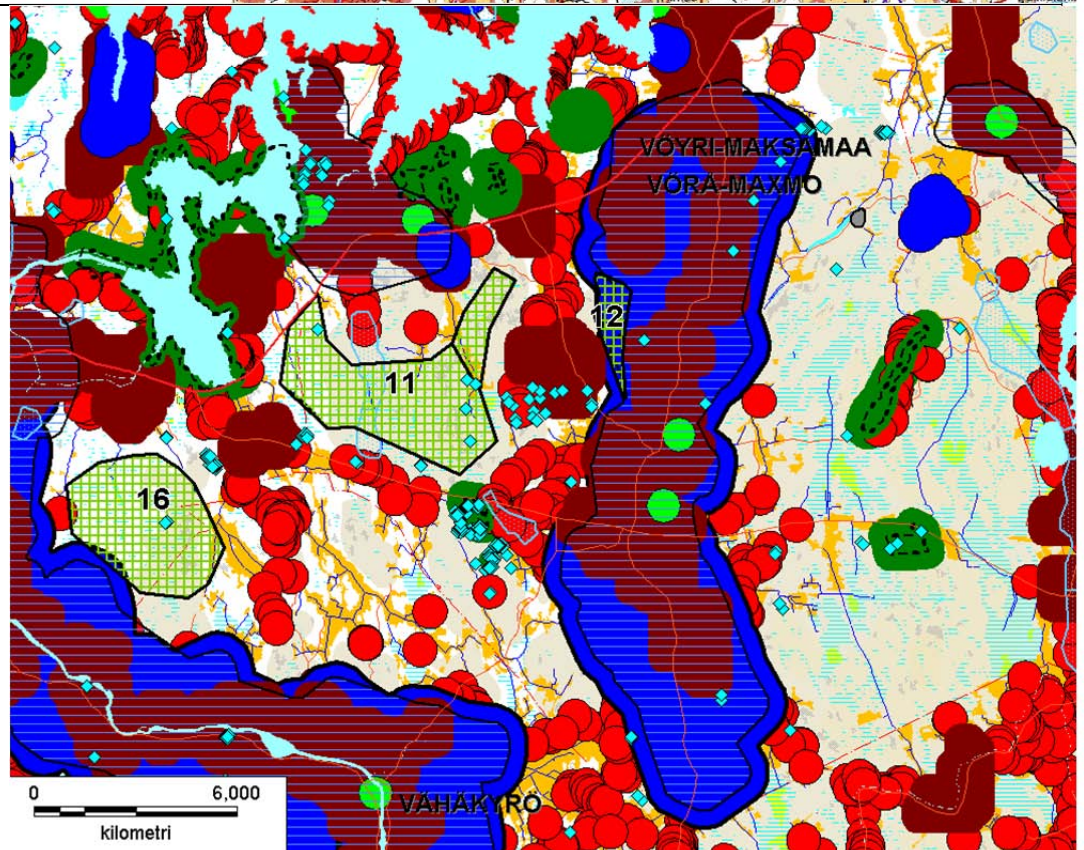 VÖYRI-MAKSAMAA
VÖRÅ-MAXMO
12
11
16
0 6,000
kilometri
VÄHÄKYRÖ